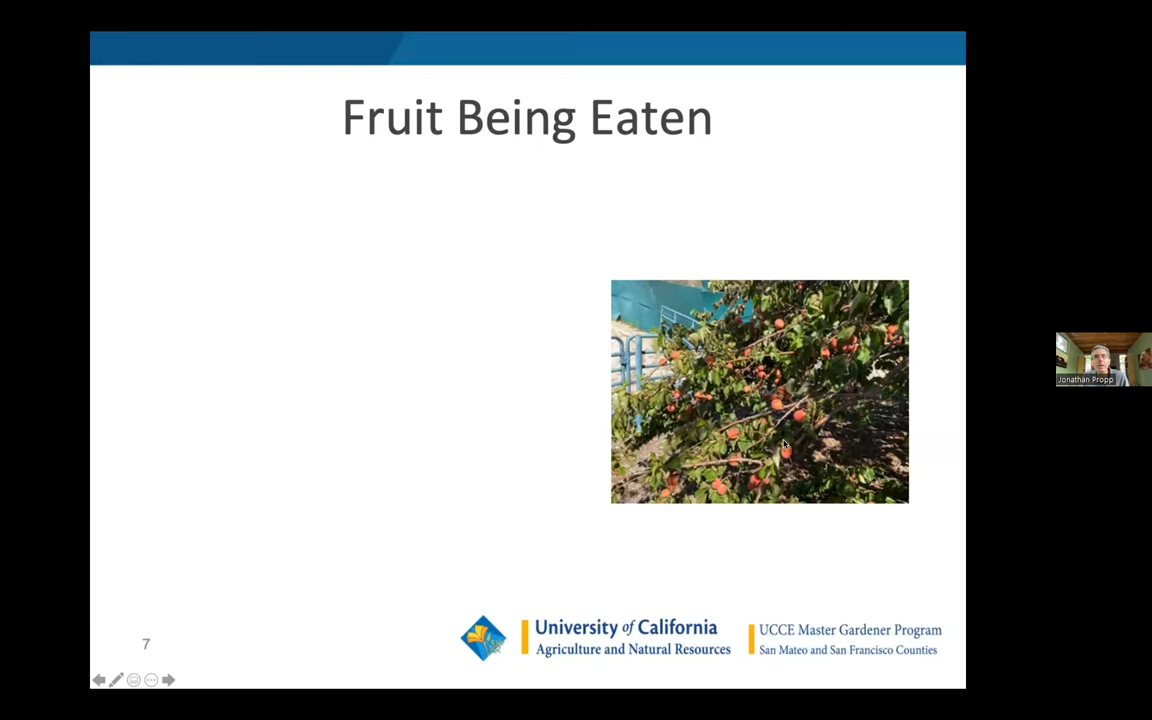 Fruit Being Eaten
Jonathan Propp
7
University of California
Agriculture and Natural Resources
UCCE Master Gardener Program
San Mateo and San Francisco Counties